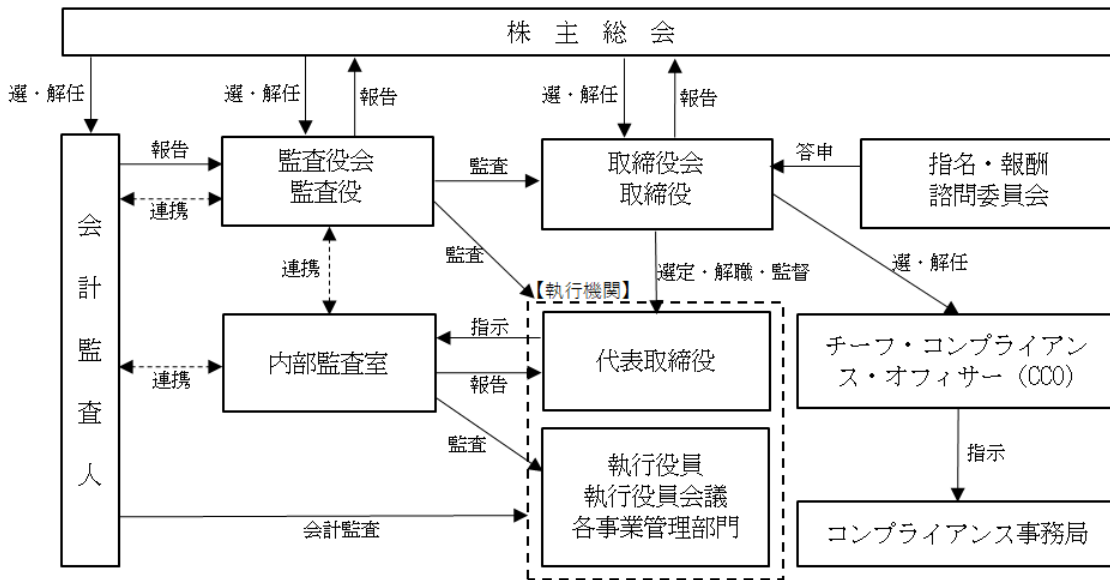 株主総会
選・解任
選・解任
報告
選・解任
報告
報告
監査役会
監査役
監査
取締役会
取締役
答申
指名・報酬
諮問委員会
連携
会計監査人
連携
監査
選定・解職・監督
選・解任
【執行機関】
内部監査室
指示
報告
代表取締役
チーフ・コンプライアン
ス・オフィサー（CCO）
連携
監査
執行役員
執行役員会議
各事業管理部門
指示
会計監査
コンプライアンス事務局